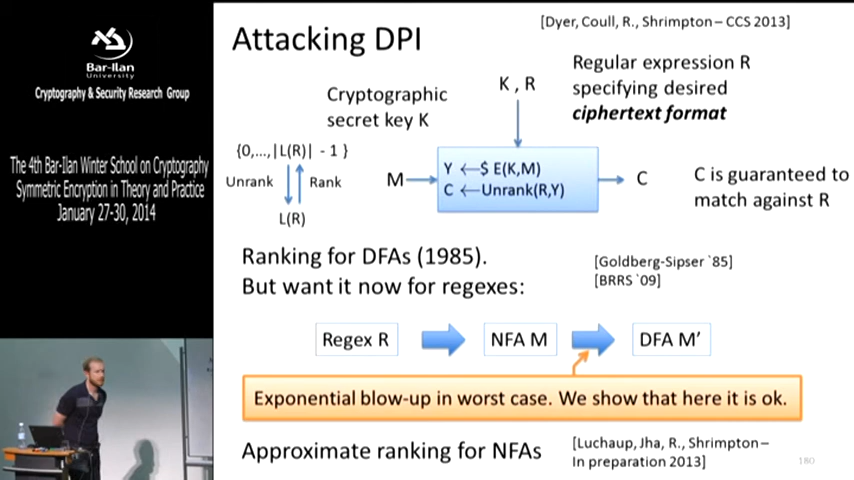 Bar-Ilan
University
Cryptography & Security Research Group
The 4th Bar-Ilan Winter School on Cryptography
Symmetric Encryption in Theory and Practice
January 27-30, 2014
[Dyer, Coull, R., Shrimpton – CCS 2013]
Attacking DPI
Regular expression R
specifying desired
ciphertext format
K , R
Cryptographic
secret key K
{0,...,|L(R)| - 1 }
Unrank
Rank
L(R)
M
Y ←$ E(K,M)
C ←Unrank(R,Y)
C
C is guaranteed to
match against R
Ranking for DFAs (1985).
But want it now for regexes:
[Goldberg-Sipser `85]
[BRRS `09]
Regex R
NFA M
DFA M’
Exponential blow-up in worst case. We show that here it is ok.
Approximate ranking for NFAs
[Luchaup, Jha, R., Shrimpton –
In preparation 2013]
180